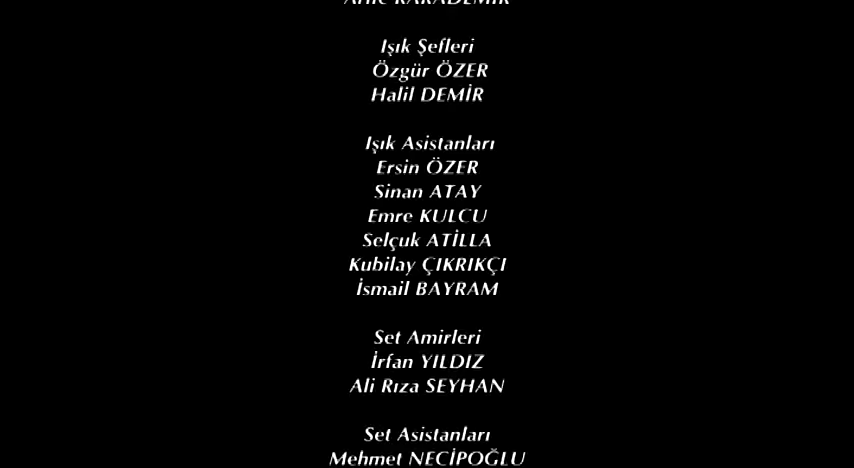 Işık Şefleri
Özgür ÖZER
Halil DEMİR
Işık Asistanları
Ersin ÖZER
Sinan ATAY
Emre KULCU
Selçuk ATİLLA
Kubilay ÇIKRIKÇI
İsmail BAYRAM
Set Amirleri
İrfan YILDIZ
Ali Rıza SEYHAN
Set Asistanları
Mehmet NECİPOĞLU